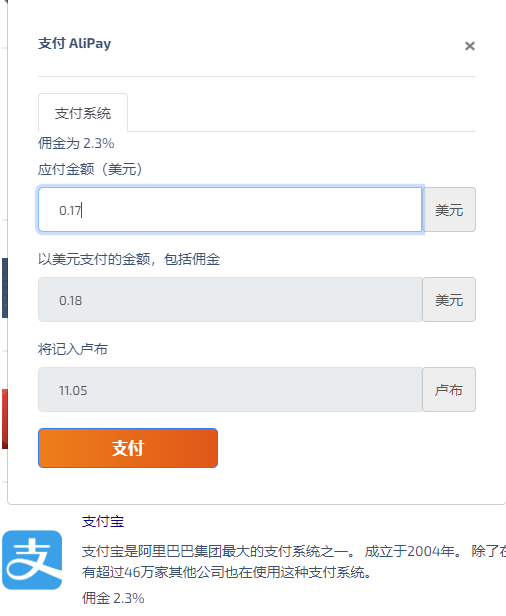 支付 AliPay
×
支付系统
佣金为 2.3%
应付金额（美元）
0.17
美元
以美元支付的金额，包括佣金
0.18
美元
将记入卢布
11.05
卢布
支付
支付宝
支
支付宝是阿里巴巴集团最大的支付系统之一。 成立于2004年。 除了在
有超过46万家其他公司也在使用这种支付系统。
佣金 2.3%